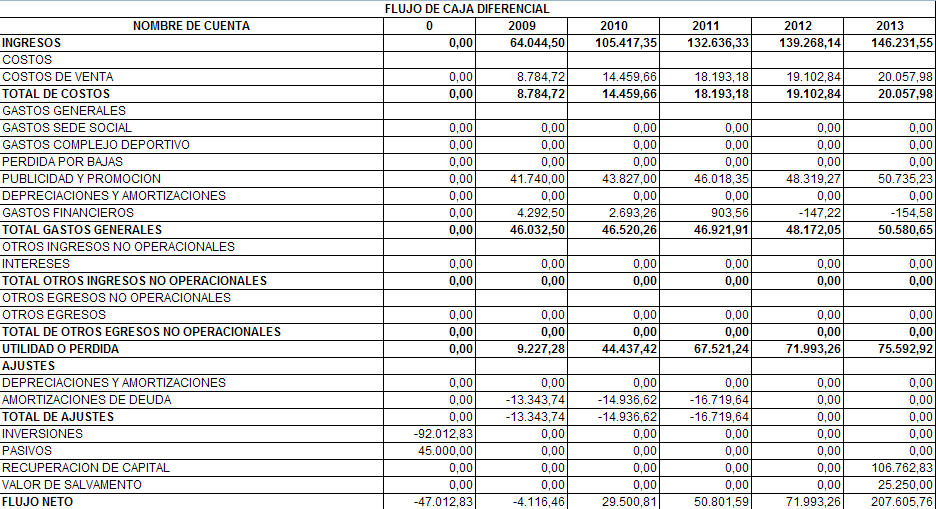 FLUJO DE CAJA DIFERENCIAL
NOMBRE DE CUENTA 0 2009 2010 2011 2012 2013
INGRESOS 0,00 64.044,50 105.417,35 132.636,33 139.268,14 146.231,55
COSTOS
COSTOS DE VENTA 0,00 8.784,72 14.459,66 18.193,18 19.102,84 20.057,98
TOTAL DE COSTOS 0,00 8.784,72 14.459,66 18.193,18 19.102,84 20.057,98
GASTOS GENERALES
GASTOS SEDE SOCIAL 0,00 0,00 0,00 0,00 0,00 0,00
GASTOS COMPLEJO DEPORTIVO 0,00 0,00 0,00 0,00 0,00 0,00
PERDIDA POR BAJAS 0,00 0,00 0,00 0,00 0,00 0,00
PUBLICIDAD Y PROMOCION 0,00 41.740,00 43.827,00 46.018,35 48.319,27 50.735,23
DEPRECIACIONES Y AMORTIZACIONES 0,00 0,00 0,00 0,00 0,00 0,00
GASTOS FINANCIEROS 0,00 4.292,50 2.693,26 903,56 -147,22 -154,58
TOTAL GASTOS GENERALES 0,00 46.032,50 46.520,26 46.921,91 48.172,05 50.580,65
OTROS INGRESOS NO OPERACIONALES
INTERESES 0,00 0,00 0,00 0,00 0,00 0,00
TOTAL OTROS INGRESOS NO OPERACIONALES 0,00 0,00 0,00 0,00 0,00 0,00
OTROS EGRESOS NO OPERACIONALES
OTROS EGRESOS 0,00 0,00 0,00 0,00 0,00 0,00
TOTAL DE OTROS EGRESOS NO OPERACIONALES 0,00 0,00 0,00 0,00 0,00 0,00
UTILIDAD O PERDIDA 0,00 9.227,28 44.437,42 67.521,24 71.993,26 75.592,92
AJUSTES
DEPRECIACIONES Y AMORTIZACIONES 0,00 0,00 0,00 0,00 0,00 0,00
AMORTIZACIONES DE DEUDA 0,00 -13.343,74 -14.936,62 -16.719,64 0,00 0,00
TOTAL DE AJUSTES 0,00 -13.343,74 -14.936,62 -16.719,64 0,00 0,00
INVERSIONES -92.012,83 0,00 0,00 0,00 0,00 0,00
PASIVOS 45.000,00 0,00 0,00 0,00 0,00 0,00
RECUPERACION DE CAPITAL 0,00 0,00 0,00 0,00 0,00 106.762,83
VALOR DE SALVAMENTO 0,00 0,00 0,00 0,00 0,00 25.250,00
FLUJO NETO -47.012,83 -4.116,46 29.500,81 50.801,59 71.993,26 207.605,76